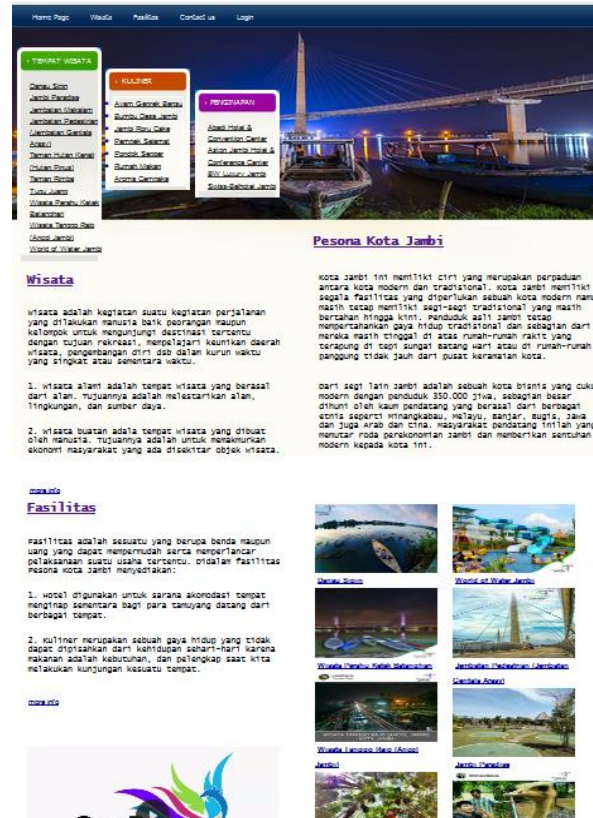 Home Page Wisata Fasilitas Contact us Login
› TEMPAT WISATA
Danau Sipin
Jambi Paradise
Jembatan Makalam
Jembatan Pedestrian
(Jembatan Gentala
Arasy)
Taman Hutan Kenali
(Hutan Pinus)
Taman Rimba
Tugu Juang
Wisata Perahu Ketek
Batanghari
Wisata Tanggo Rajo
(Ancol Jambi)
World of Water Jambi
› KULINER
Ayam Geprek Bangu
Bumbu Desa Jambi
Jambi Poru Cake
Pempek Selamat
Pondok Senger
Rumah Makan
Aroma Cempaka
› PENGINAPAN
Abadi Hotel &
Convention Center
Aston Jambi Hotel &
Conference Center
BW Luxury Jambi
Swiss-Belhotel Jambi
Wisata
wisata adalah kegiatan suatu kegiatan perjalanan
yang dilakukan manusia baik peorangan maupun
kelompok untuk mengunjungi destinasi tertentu
dengan tujuan rekreasi, mempelajari keunikan daerah
wisata, pengembangan diri dsb dalam kurun waktu
yang singkat atau sementara waktu.
1. wisata alami adalah tempat wisata yang berasal
dari alam. tujuannya adalah melestarikan alam,
lingkungan, dan sumber daya.
2. wisata buatan adala tempat wisata yang dibuat
oleh manusia. tujuannya adalah untuk memakmurkan
ekonomi masyarakat yang ada disekitar objek wisata.
more info
Pesona Kota Jambi
Kota Jambi ini memiliki ciri yang merupakan perpaduan
antara kota modern dan tradisional. Kota Jambi memiliki
segala fasilitas yang diperlukan sebuah kota modern namu
masih tetap memiliki segi-segi tradisional yang masih
bertahan hingga kini. Penduduk asli Jambi tetap
mempertahankan gaya hidup tradisional dan sebagian dari
mereka masih tinggal di atas rumah-rumah rakit yang
terapung di tepi sungai Batang Hari atau di rumah-rumah
panggung tidak jauh dari pusat keramaian kota.
Dari segi lain Jambi adalah sebuah kota bisnis yang cuku
modern dengan penduduk 350.000 jiwa, sebagian besar
dihuni oleh kaum pendatang yang berasal dari berbagai
etnis seperti Minangkabau, Melayu, Banjar, Bugis, Jawa
dan juga Arab dan Cina. Masyarakat pendatang inilah yang
memutar roda perekonomian Jambi dan memberikan sentuhan
modern kepada kota ini.
Fasilitas
Fasilitas adalah sesuatu yang berupa benda maupun
uang yang dapat mempermudah serta memperlancar
pelaksanaan suatu usaha tertentu. Didalam fasilitas
Pesona Kota Jambi menyediakan:
1. Hotel digunakan untuk sarana akomodasi tempat
menginap sementara bagi para tamuyang datang dari
berbagai tempat.
2. Kuliner merupakan sebuah gaya hidup yang tidak
dapat dipisahkan dari kehidupan sehari-hari karena
makanan adalah kebutuhan, dan pelengkap saat kita
melakukan kunjungan kesuatu tempat.
more info
Danau Sipin
World of Water Jambi
Wisata Perahu Ketek Batanghari
Jembatan Pedestrian (Jembatan
Gentala Arasy)
Wisata Tanggo Rajo (Ancol
Jambi)
Jambi Paradise